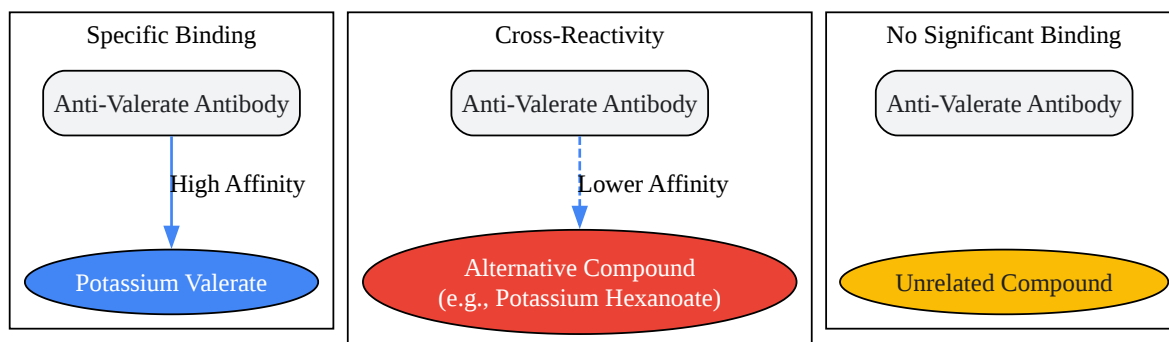 Specific Binding
Anti-Valerate Antibody
High Affinity
Potassium Valerate
Cross-Reactivity
Anti-Valerate Antibody
Lower Affinity
Alternative Compound
(e.g., Potassium Hexanoate)
No Significant Binding
Anti-Valerate Antibody
Unrelated Compound